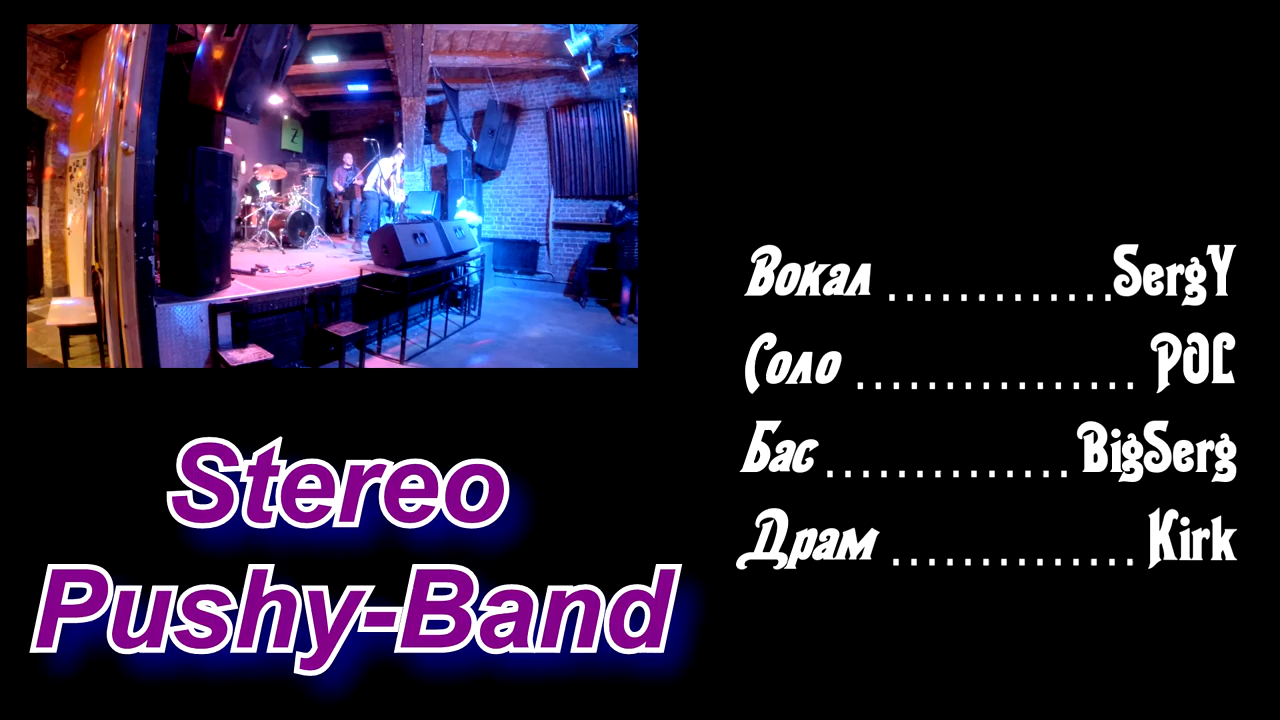 Stereo
Pushy-Band
Вокал ..............SergY
Соло ................ POL
Бас .............. BigSerg
Драм .............. Kirk